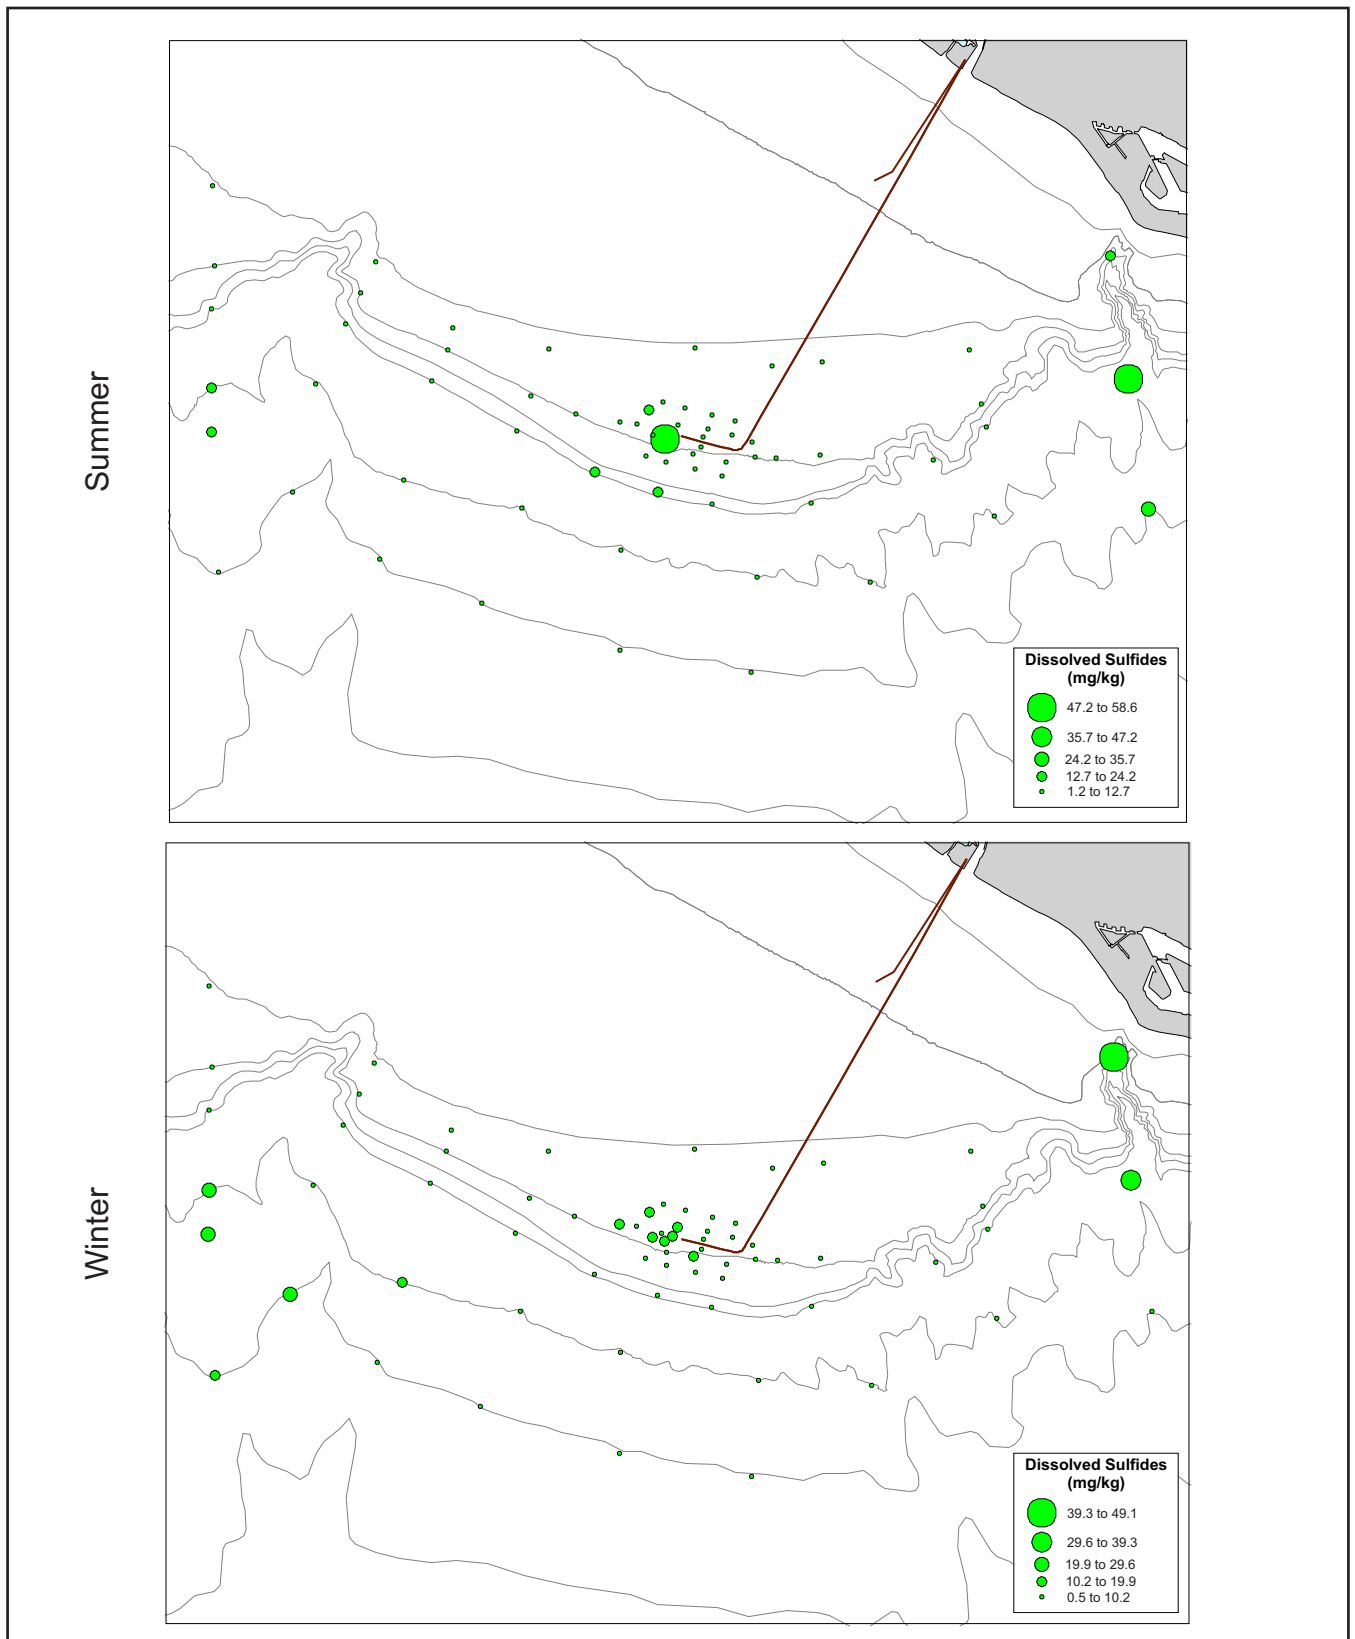 Summer
Dissolved Sulfides
(mg/kg)
47.2 to 58.6
35.7 to 47.2
24.2 to 35.7
12.7 to 24.2
1.2 to 12.7
Winter
Dissolved Sulfides
(mg/kg)
39.3 to 49.1
29.6 to 39.3
19.9 to 29.6
10.2 to 19.9
0.5 to 10.2